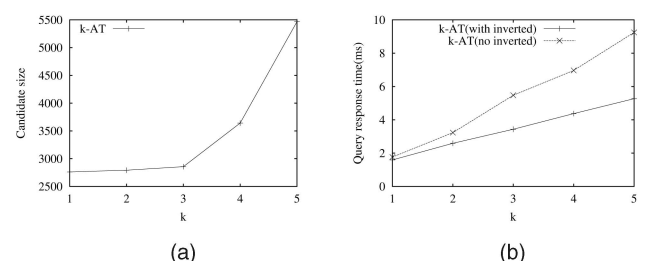 Candidate size
5500
5000
4500
4000
3500
3000
2500
k-AT
1 2 3 4 5
k
(a)
Query response time(ms)
10
8
6
4
2
0
k-AT(with inverted)
k-AT(no inverted)
1 2 3 4 5
k
(b)